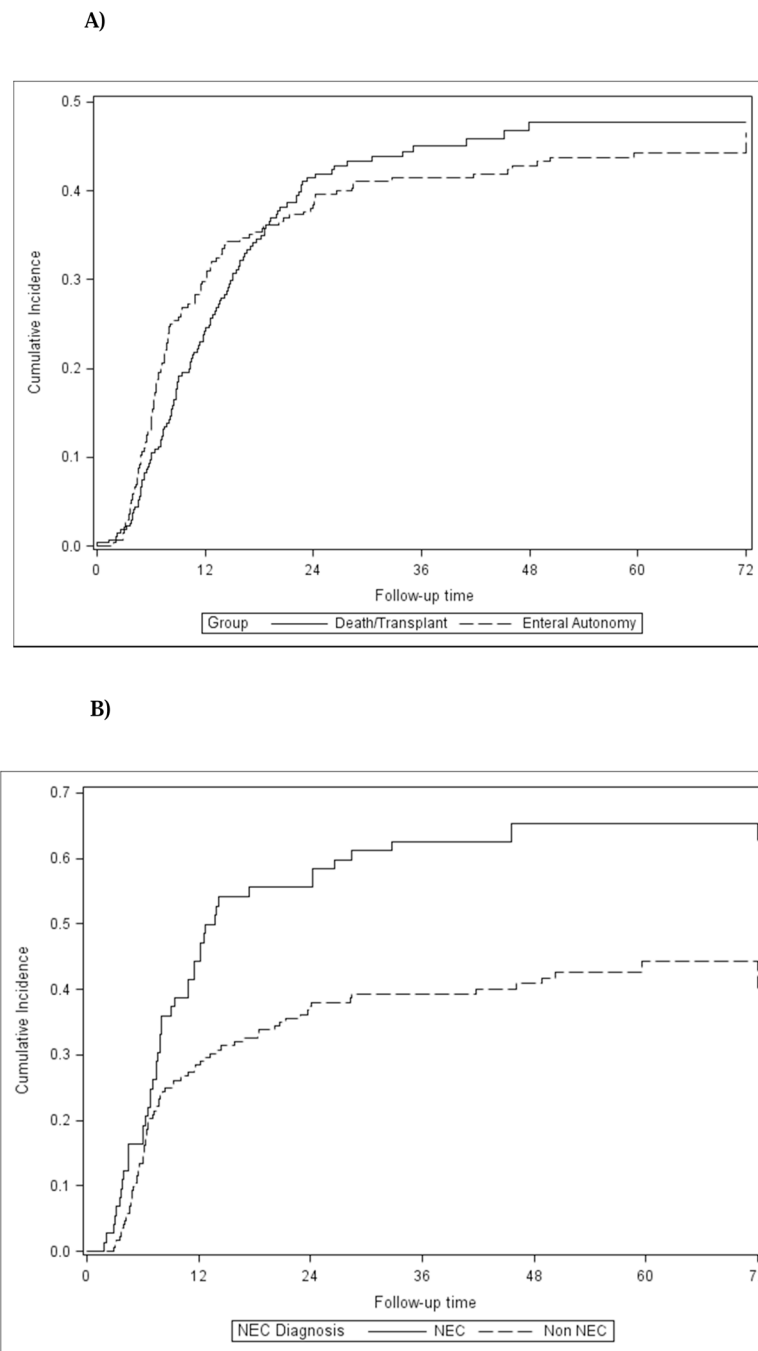 A)
0.5
0.4
0.3
0.2
0.1
0.0
Cumulative Incidence
0 12 24 36 48 60 72
Follow-up time
Group Death/Transplant Enteral Autonomy
B)
0.7
0.6
0.5
0.4
0.3
0.2
0.1
0.0
Cumulative Incidence
0 12 24 36 48 60 7
Follow-up time
NEC Diagnosis NEC Non NEC